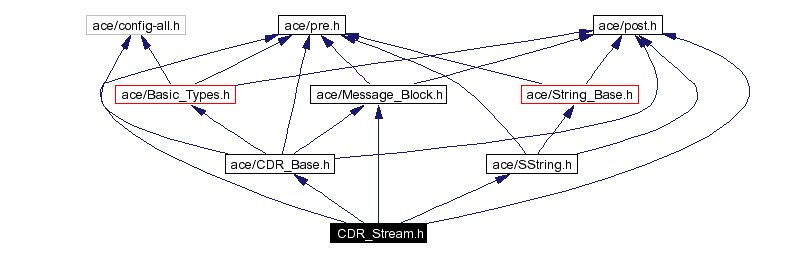 ace/config-all.h
ace/pre.h
ace/post.h
ace/Basic_Types.h
ace/Message_Block.h
ace/String_Base.h
ace/CDR_Base.h
ace/SString.h
CDR_Stream.h